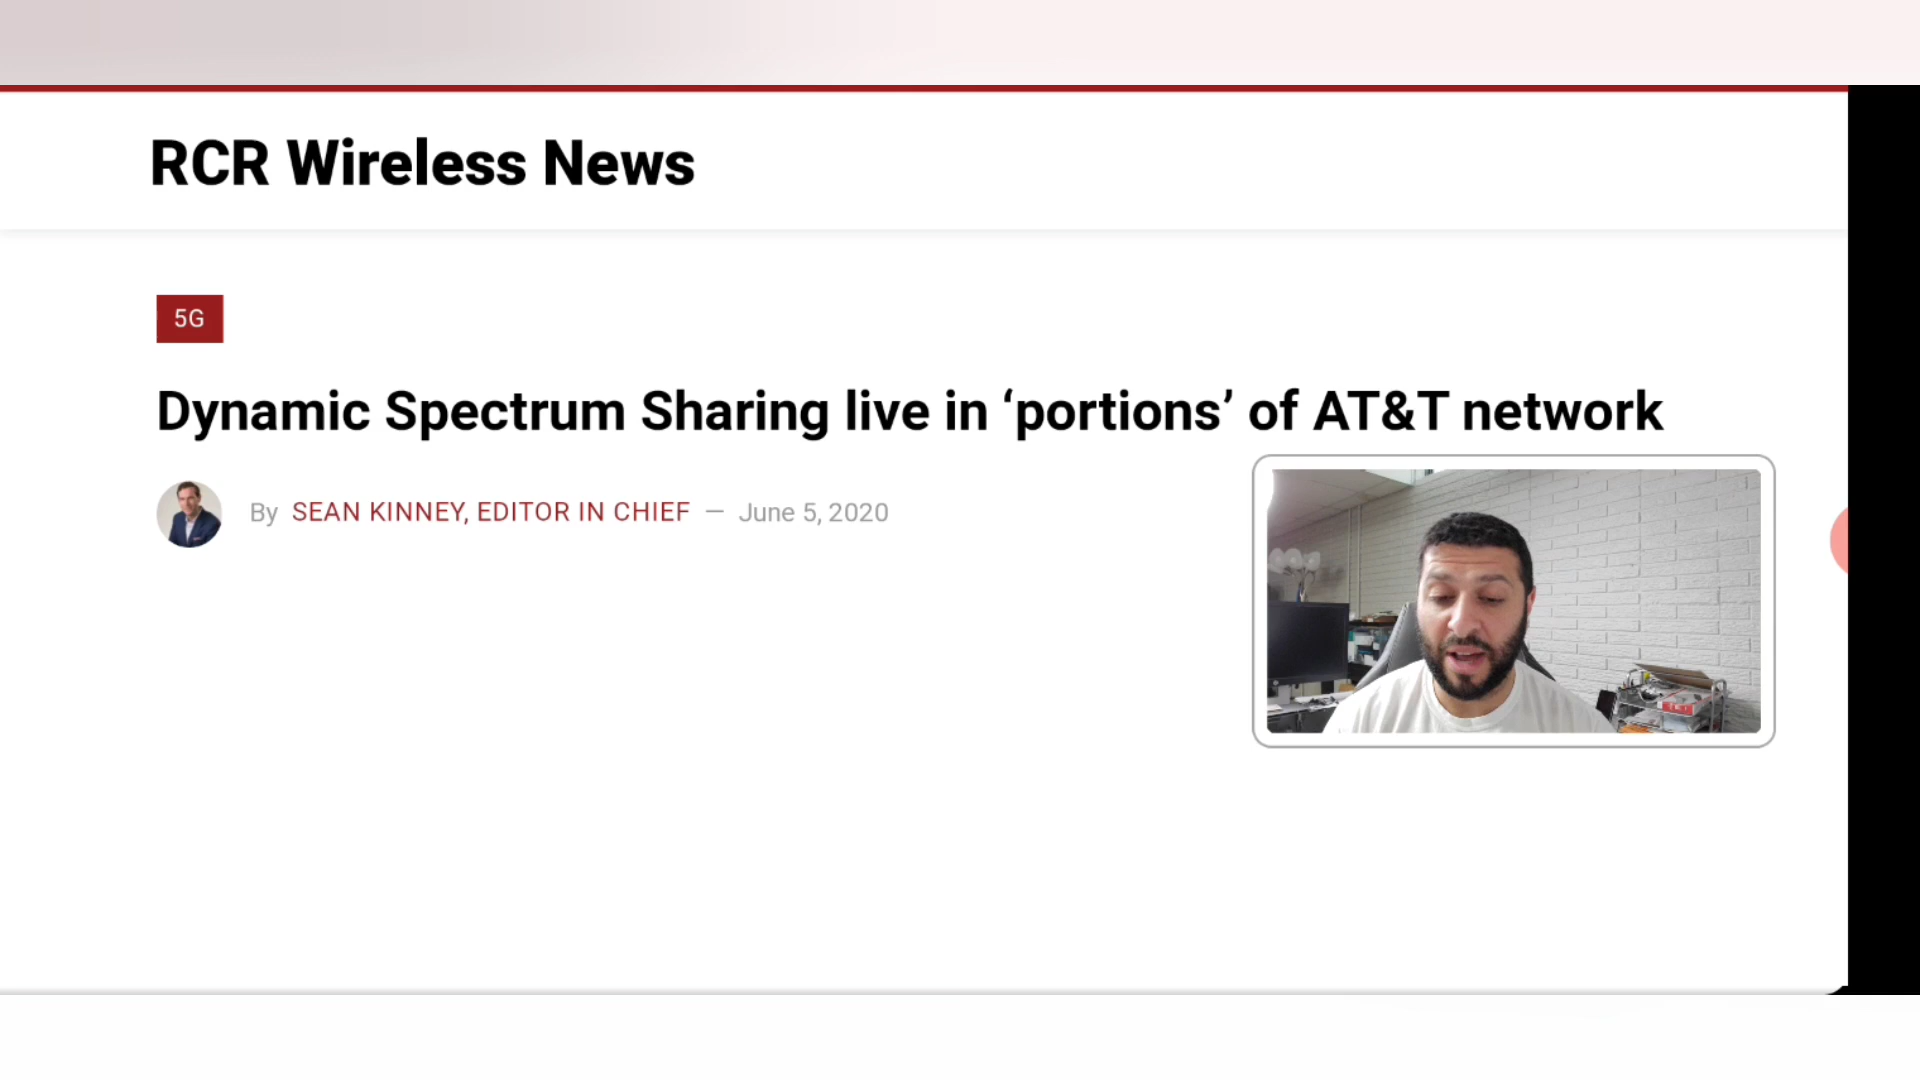 RCR Wireless News
5G
Dynamic Spectrum Sharing live in ‘portions’ of AT&T network
By SEAN KINNEY, EDITOR IN CHIEF — June 5, 2020